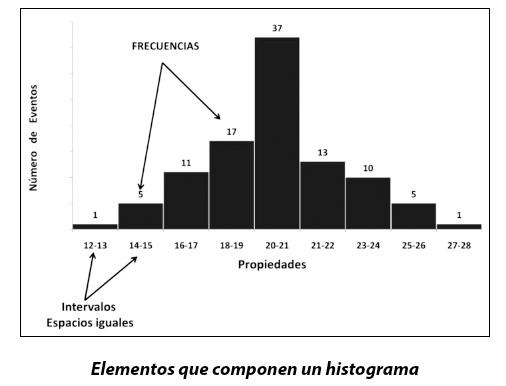 37
FRECUENCIAS
17
13
11
10
5
5
1
1
Número de Eventos
12-13 14-15 16-17 18-19 20-21 21-22 23-24 25-26 27-28
Propiedades
Intervalos
Espacios iguales
Elementos que componen un histograma